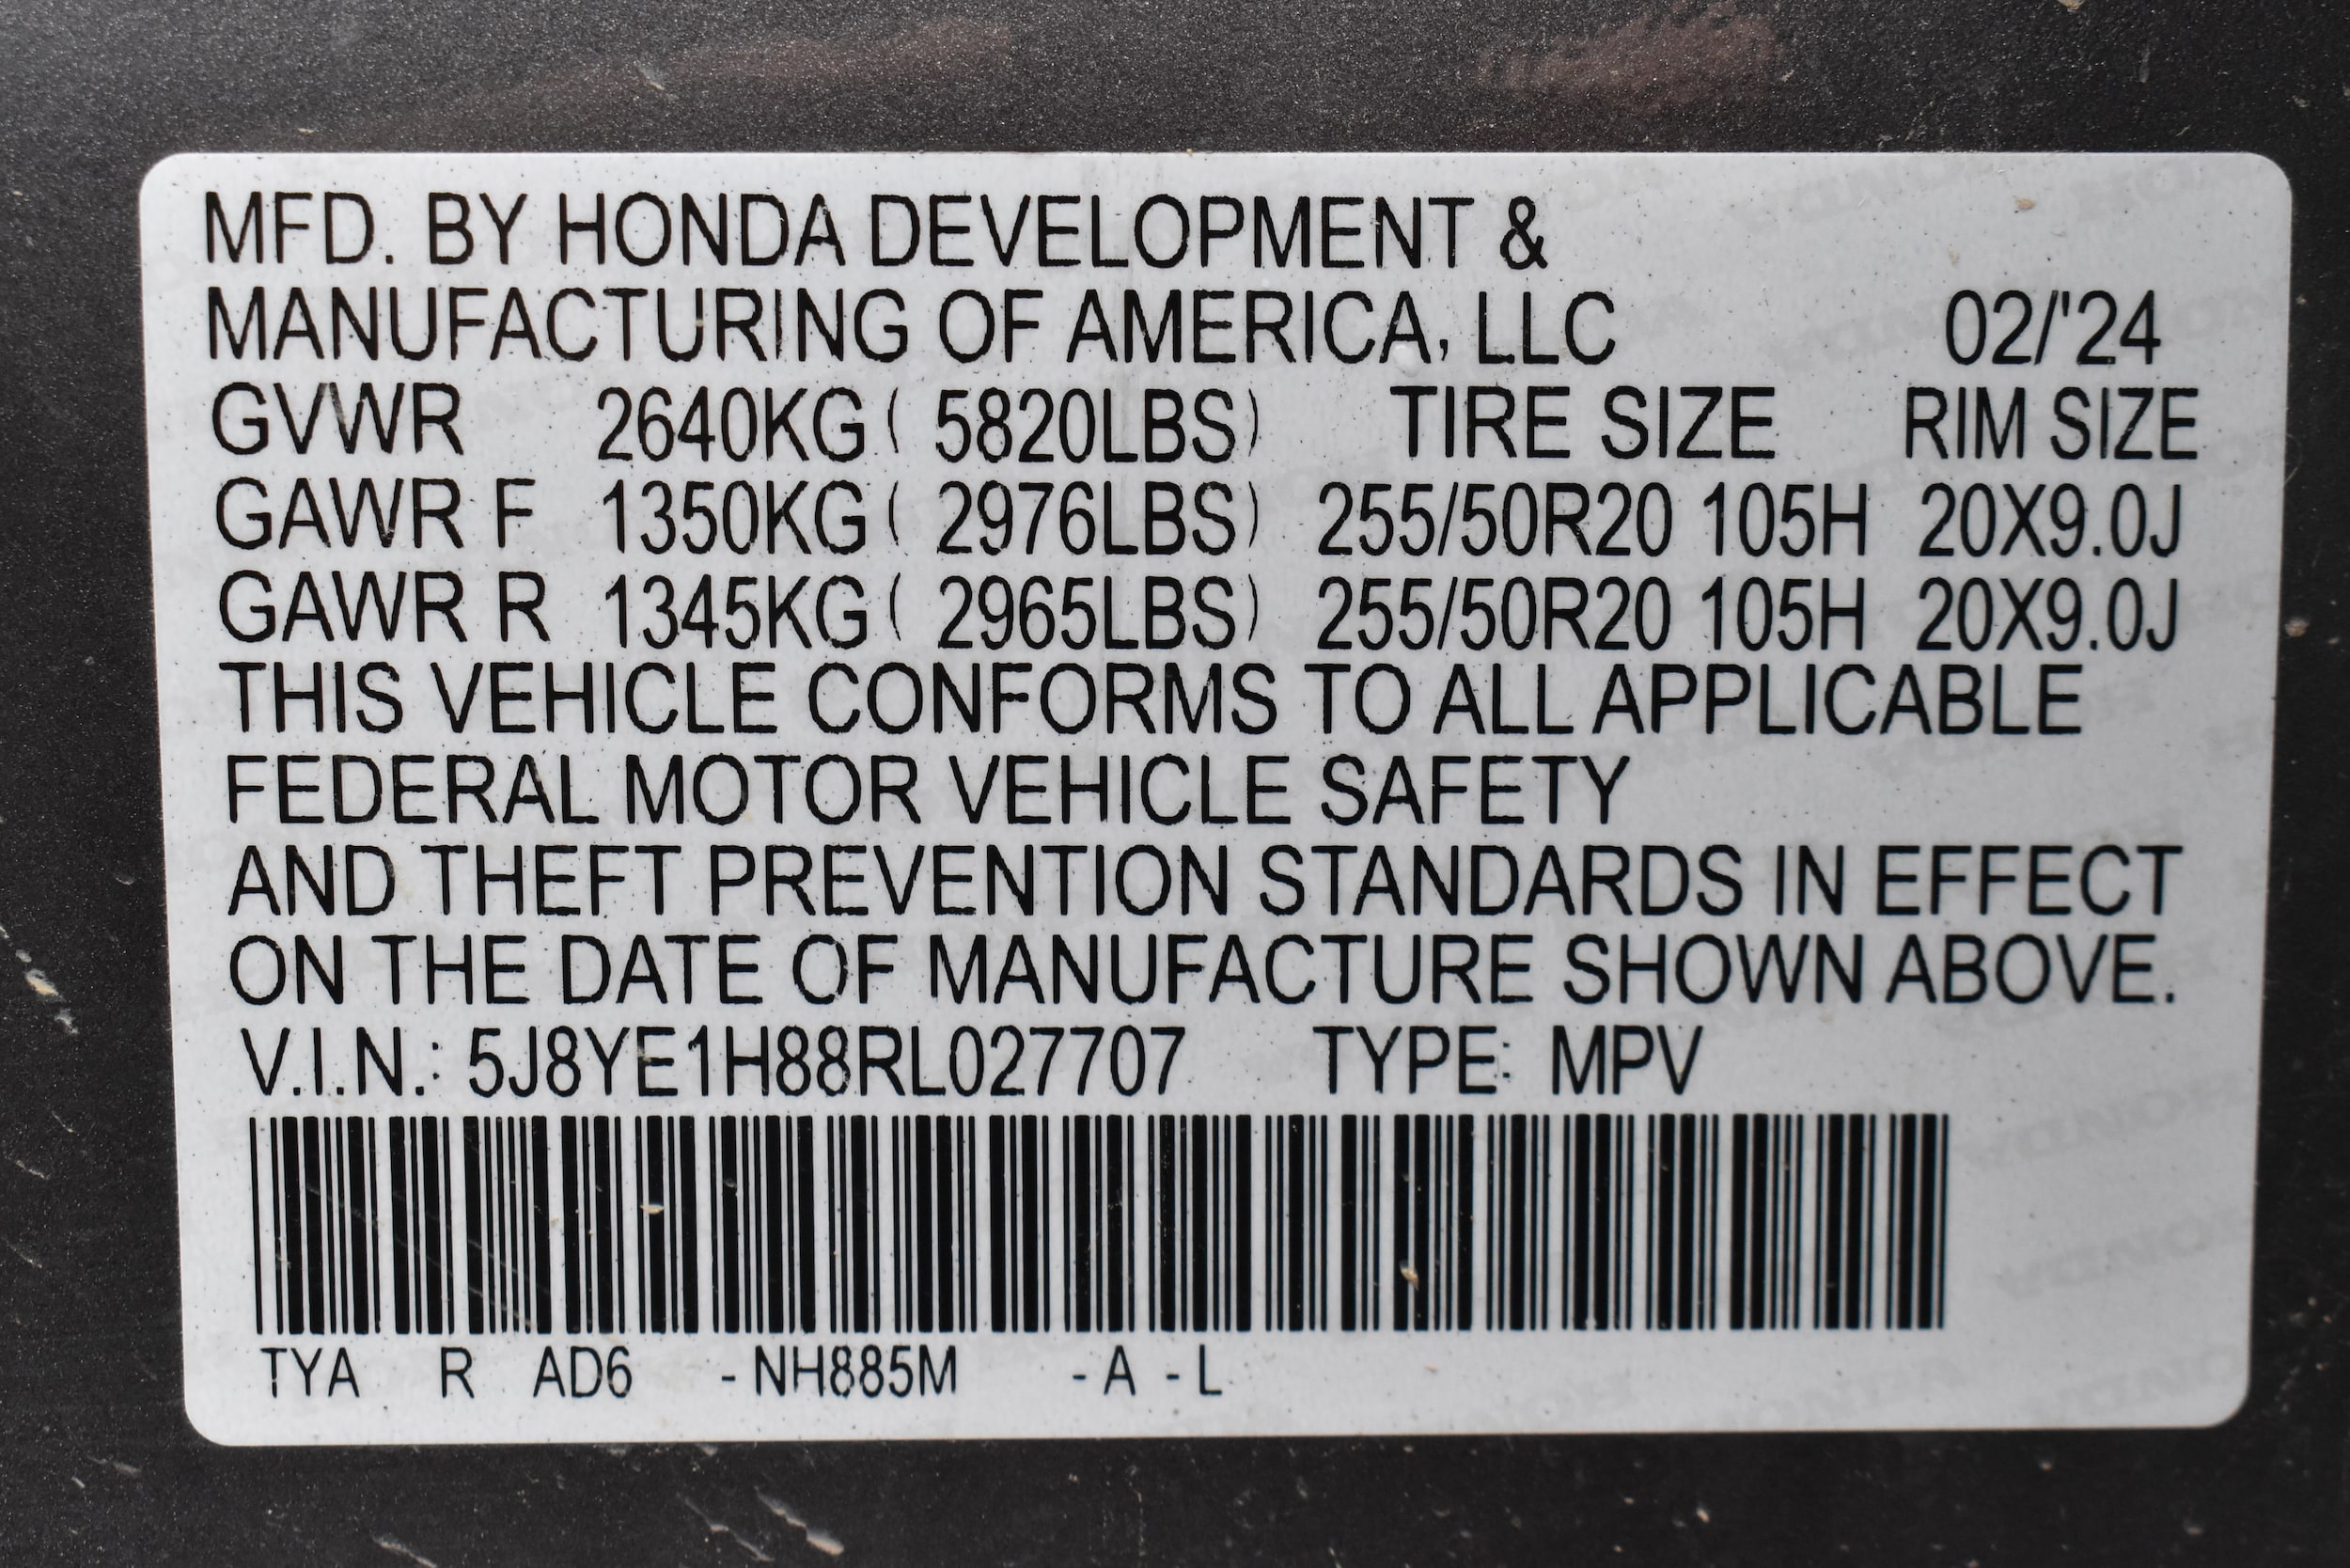 MFD. BY HONDA DEVELOPMENT &
MANUFACTURING OF AMERICA, LLC 02/'24
GVWR 2640KG ( 5820LBS) TIRE SIZE RIM SIZE
GAWR F 1350KG ( 2976LBS) 255/50R20 105H 20X9.0J
GAWR R 1345KG ( 2965LBS) 255/50R20 105H 20X9.0J
THIS VEHICLE CONFORMS TO ALL APPLICABLE
FEDERAL MOTOR VEHICLE SAFETY
AND THEFT PREVENTION STANDARDS IN EFFECT
ON THE DATE OF MANUFACTURE SHOWN ABOVE.
V.I.N.: 5J8YE1H88RL027707 TYPE: MPV
TYA R AD6 - NH885M - A - L